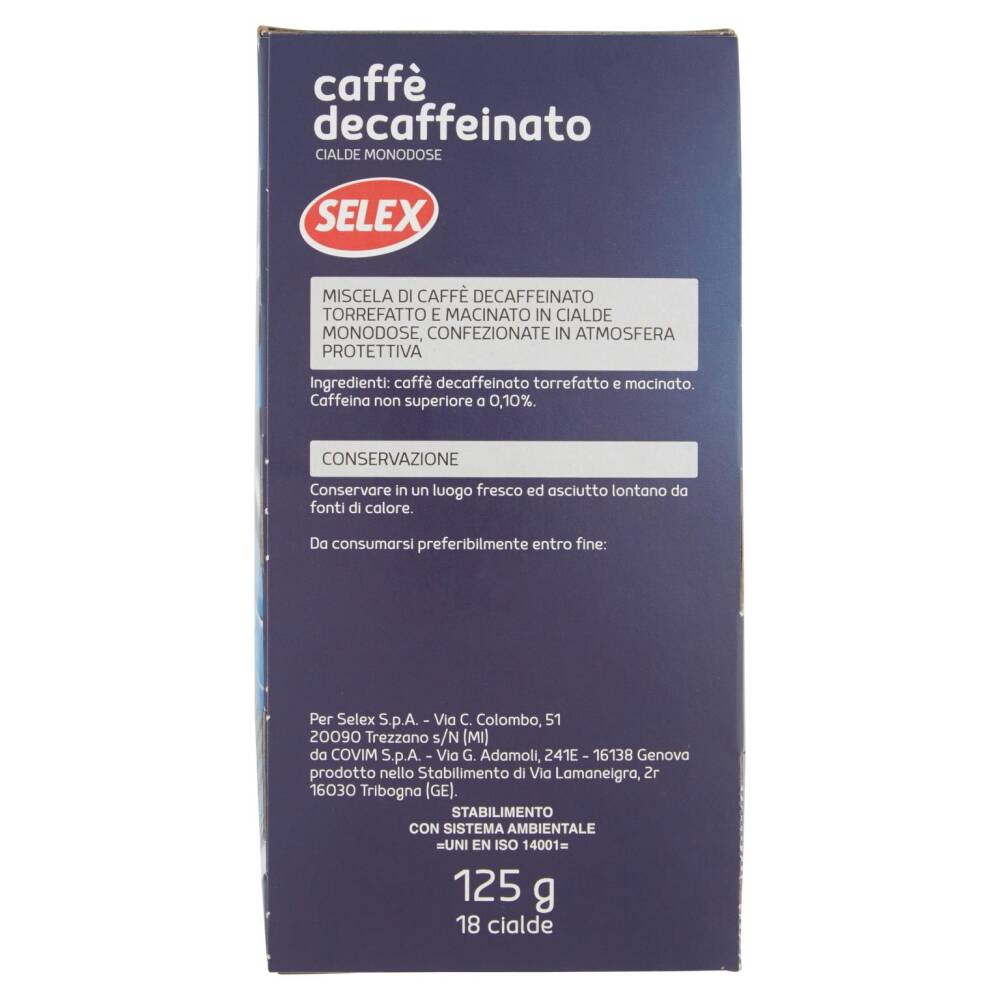 caffè
decaffeinato
CIALDE MONODOSE
SELEX
MISCELA DI CAFFÈ DECAFFEINATO
TORREFATTO E MACINATO IN CIALDE
MONODOSE, CONFEZIONATE IN ATMOSFERA
PROTETTIVA
Ingredienti: caffè decaffeinato torrefatto e macinato.
Caffeina non superiore a 0,10%.
CONSERVAZIONE
Conservare in un luogo fresco ed asciutto lontano da
fonti di calore.
Da consumarsi preferibilmente entro fine:
Per Selex S.p.A. - Via C. Colombo, 51
20090 Trezzano s/N (MI)
da COVIM S.p.A. - Via G. Adamoli, 241E - 16138 Genova
prodotto nello Stabilimento di Via Lamaneigra, 2r
16030 Tribogna (GE).
STABILIMENTO
CON SISTEMA AMBIENTALE
=UNI EN ISO 14001=
125 g
18 cialde